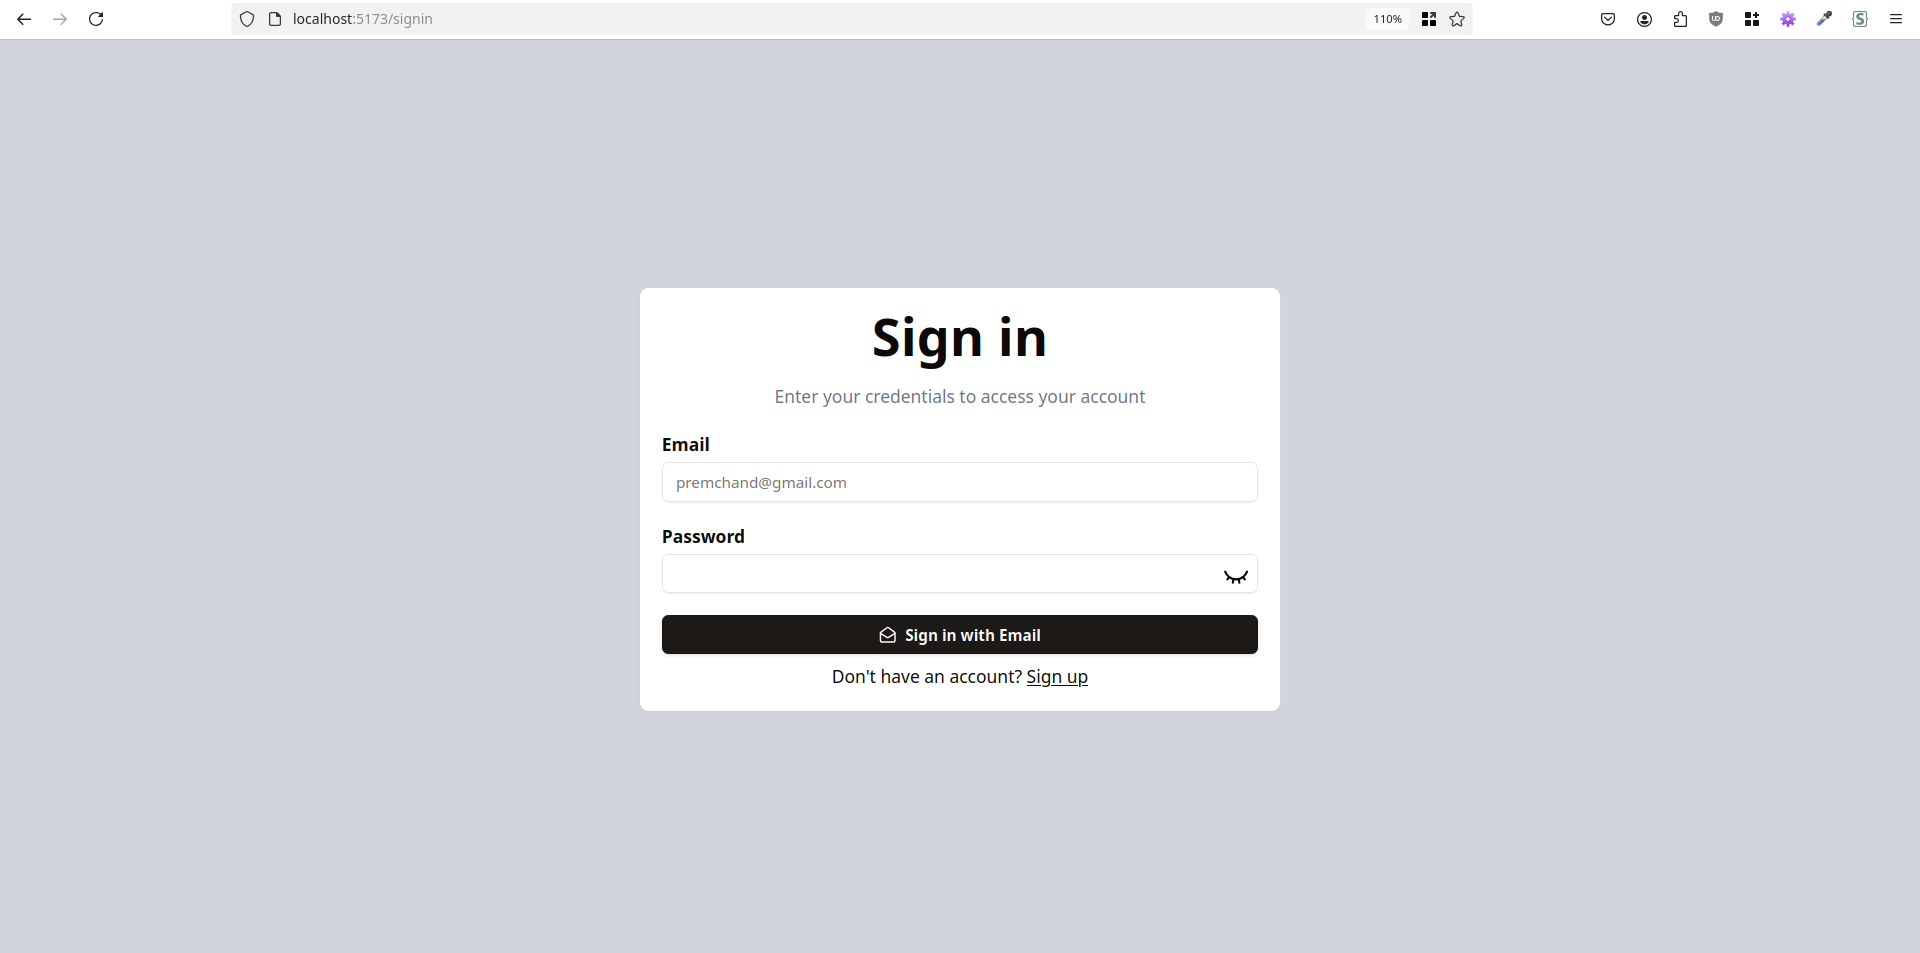 localhost:5173/signin
110%
Sign in
Enter your credentials to access your account
Email
premchand@gmail.com
Password
Sign in with Email
Don't have an account? Sign up